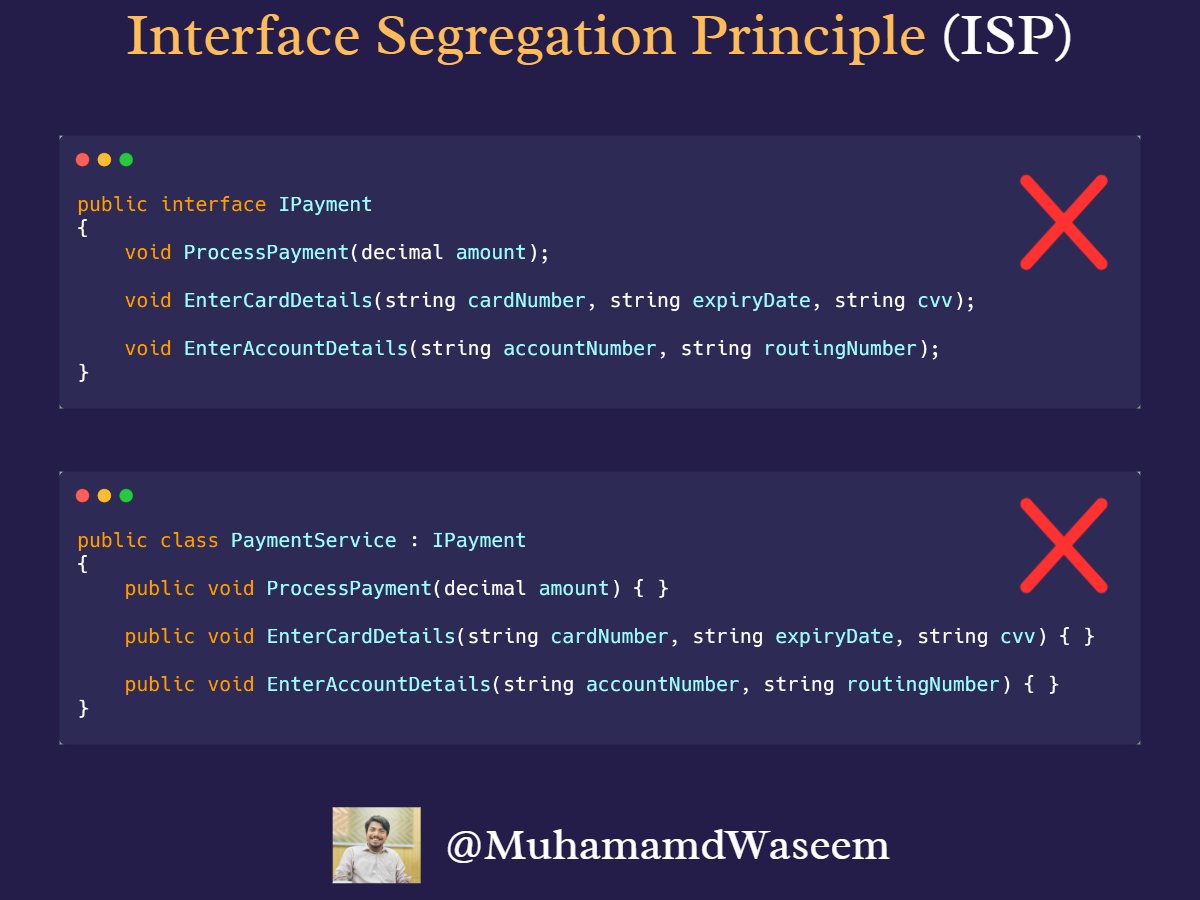 Interface Segregation Principle (ISP)
public interface IPayment
{
    void ProcessPayment(decimal amount);
    void EnterCardDetails(string cardNumber, string expiryDate, string cvv);
    void EnterAccountDetails(string accountNumber, string routingNumber);
}
public class PaymentService : IPayment
{
    public void ProcessPayment(decimal amount) { }
    public void EnterCardDetails(string cardNumber, string expiryDate, string cvv) { }
    public void EnterAccountDetails(string accountNumber, string routingNumber) { }
}
@MuhamamdWaseem